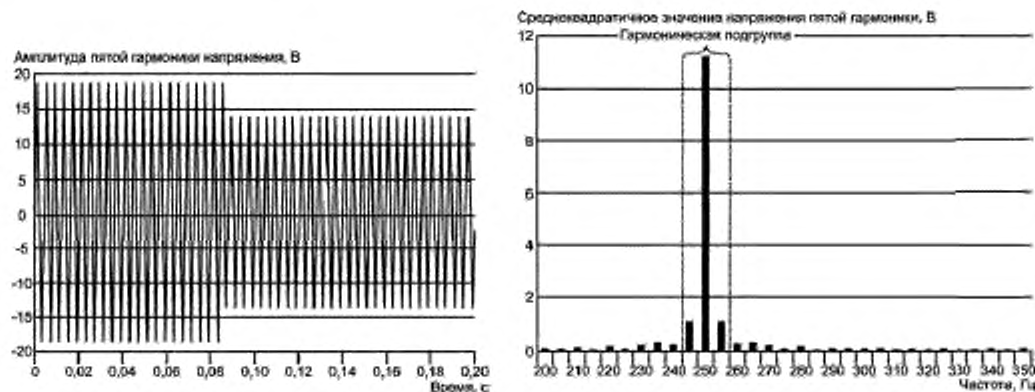 Амплитуда пятой гармоники напряжения, В
20
15
10
5
0
-5
-10
-15
-20
0 0,02 0,04 0,06 0,08 0,10 0,12 0,14 0,16 0,18 0,20
Время, с
Среднеквадратичное значение напряжения пятой гармоники, В
Гармоническая подгруппа
12
10
8
6
4
2
0
200 210 220 230 240 250 260 270 280 290 300 310 320 330 340 350
Частота, Гц